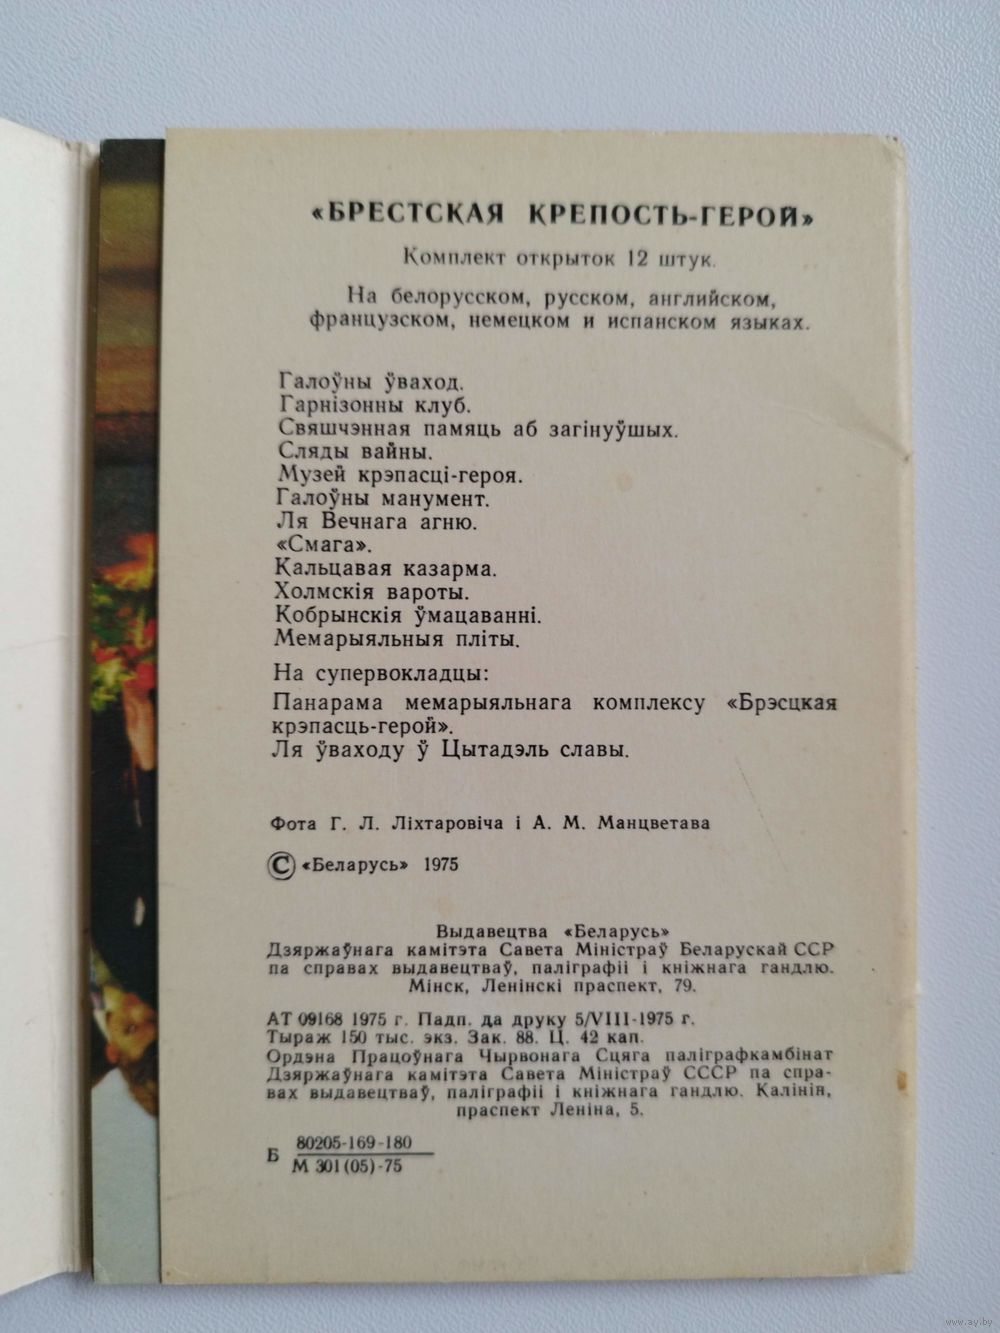 «БРЕСТСКАЯ КРЕПОСТЬ-ГЕРОЙ»
Комплект открыток 12 штук.
На белорусском, русском, английском,
французском, немецком и испанском языках.
Галоўны ўваход.
Гарнізонны клуб.
Свяшчэнная памяць аб загінуўшых.
Сляды вайны.
Музей крэпасці-героя.
Галоўны манумент.
Ля Вечнага агню.
«Смага».
Кальцавая казарма.
Холмскія вароты.
Кобрынскія ўмацаванні.
Мемарыяльныя пліты.
На супервокладцы:
Панарама мемарыяльнага комплексу «Брэсцкая
крэпасць-герой».
Ля ўваходу ў Цытадэль славы.
Фота Г. Л. Ліхтаровіча і А. М. Манцветава
© «Беларусь» 1975
Выдавецтва «Беларусь»
Дзяржаўнага камітэта Савета Міністраў Беларускай ССР
па справах выдавецтваў, паліграфіі і кніжнага гандлю.
Мінск, Ленінскі праспект, 79.
АТ 09168 1975 г. Падп. да друку 5/VIII-1975 г.
Тыраж 150 тыс. экз. Зак. 88. Ц. 42 кап.
Ордэна Працоўнага Чырвонага Сцяга паліграфкамбінат
Дзяржаўнага камітэта Савета Міністраў СССР па спра-
вах выдавецтваў, паліграфіі і кніжнага гандлю. Калінін,
праспект Леніна, 5.
Б 80205-169-180
М 301(05)-75
www.ay.by